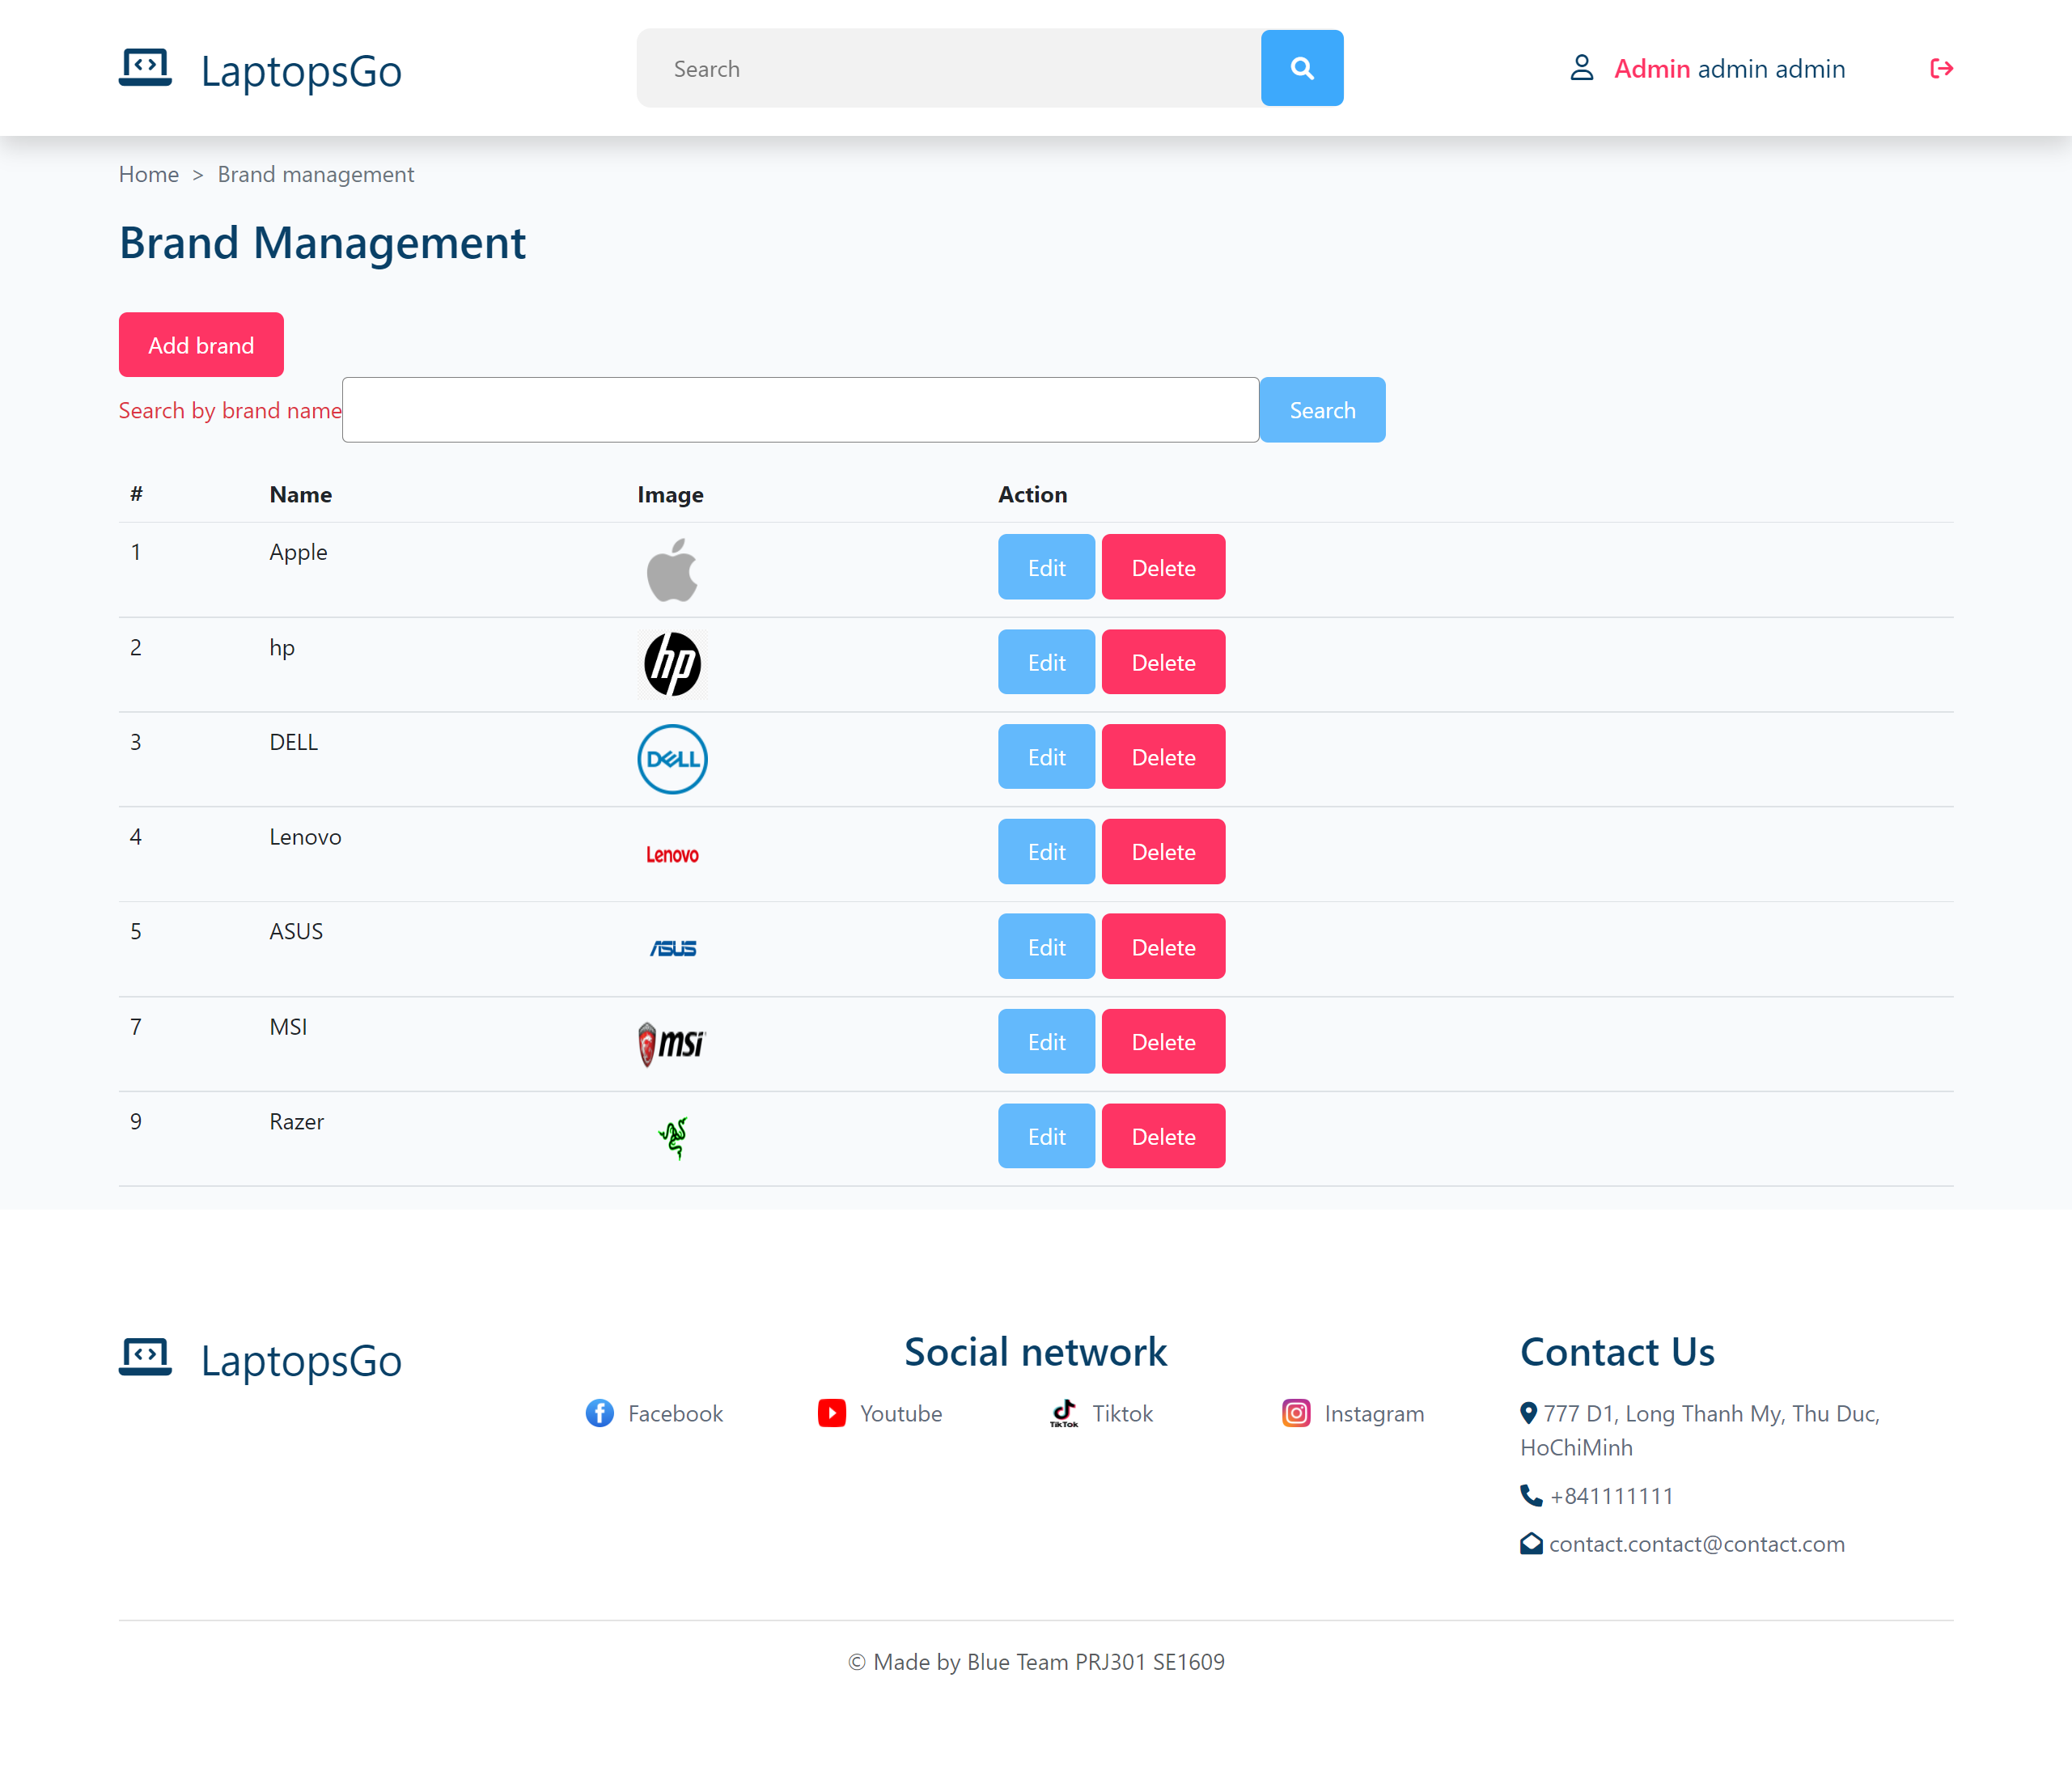 LaptopsGo
Search
Admin admin admin
Home > Brand management
Brand Management
Add brand
Search by brand name
Search
# Name Image Action
1 Apple Edit Delete
2 hp hp Edit Delete
3 DELL DELL Edit Delete
4 Lenovo Lenovo Edit Delete
5 ASUS ASUS Edit Delete
7 MSI msi Edit Delete
9 Razer Edit Delete
LaptopsGo
Social network
Facebook
Youtube
TikTok
Tiktok
Instagram
Contact Us
777 D1, Long Thanh My, Thu Duc,
HoChiMinh
+841111111
contact.contact@contact.com
© Made by Blue Team PRJ301 SE1609